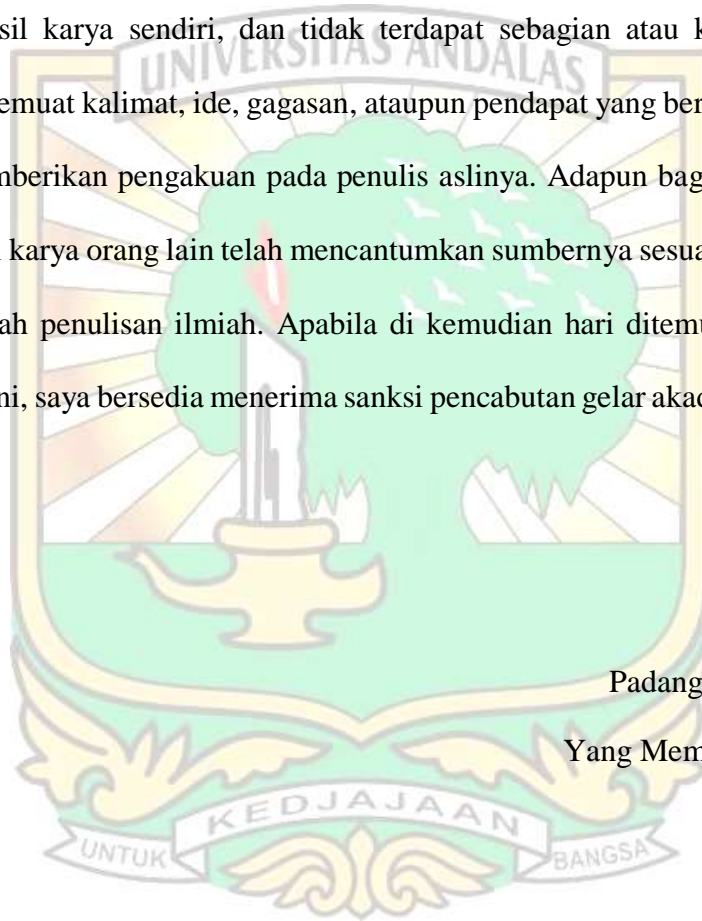 sil karya sendiri, dan tidak terdapat sebagian atau k
UNIVERSITAS ANDALAS
emuat kalimat, ide, gagasan, ataupun pendapat yang ber
mberikan pengakuan pada penulis aslinya. Adapun bag
karya orang lain telah mencantumkan sumbernya sesua
ah penulisan ilmiah. Apabila di kemudian hari ditemu
ni, saya bersedia menerima sanksi pencabutan gelar akad
Padang
Yang Mem
UNTUK KEDJAJAAN BANGSA